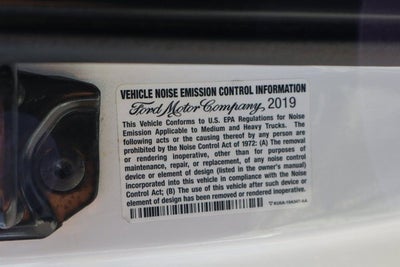 VEHICLE NOISE EMISSION CONTROL INFORMATION
Ford Motor Company 2019
This Vehicle Conforms to U.S. EPA Regulations for Noise
Emission Applicable to Medium and Heavy Trucks. The
following acts or the causing thereof by any person are
prohibited by the Noise Control Act of 1972: (A) The removal
or rendering inoperative, other than for purposes of
maintenance, repair, or replacement, of any noise control
device or element of design (listed in the owner's manual)
incorporated into this vehicle in compliance with the Noise
Control Act; (B) The use of this vehicle after such device or
element of design has been removed or rendered inoperative.